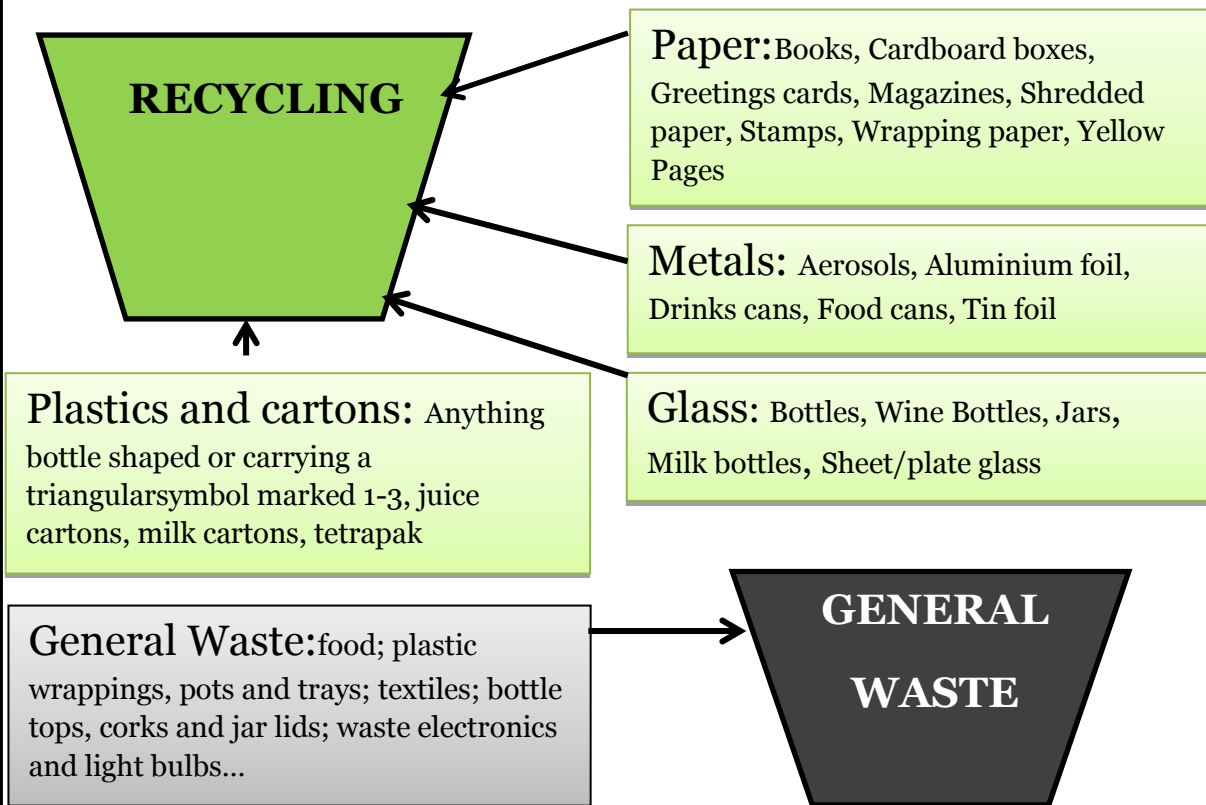 RECYCLING
Paper:Books, Cardboard boxes,
Greetings cards, Magazines, Shredded
paper, Stamps, Wrapping paper, Yellow
Pages
Metals: Aerosols, Aluminium foil,
Drinks cans, Food cans, Tin foil
Plastics and cartons: Anything
bottle shaped or carrying a
triangularsymbol marked 1-3, juice
cartons, milk cartons, tetrapak
Glass: Bottles, Wine Bottles, Jars,
Milk bottles, Sheet/plate glass
General Waste:food; plastic
wrappings, pots and trays; textiles; bottle
tops, corks and jar lids; waste electronics
and light bulbs...
GENERAL
WASTE